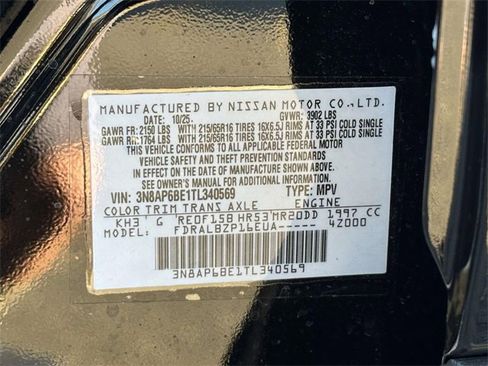 MANUFACTURED BY NISSAN MOTOR CO., LTD.
DATE: 10/25 GVWR: 3902 LBS
GAWR FR: 2150 LBS WITH 215/65R16 TIRES 16X6.5J RIMS AT 33 PSI COLD SINGLE
GAWR RR: 1764 LBS WITH 215/65R16 TIRES 16X6.5J RIMS AT 33 PSI COLD SINGLE
THIS VEHICLE CONFORMS TO ALL APPLICABLE FEDERAL MOTOR
VEHICLE SAFETY AND THEFT PREVENTION STANDARDS
IN EFFECT ON THE DATE OF MANUFACTURE SHOWN ABOVE.
SEE OWNER'S MANUAL FOR ADDITIONAL INFORMATION.
VIN: 3N8AP6BE1TL340569 TYPE: MPV
COLOR TRIM TRANS AXLE ENGINE
KH3 G RE0F15B HR53 MR20DD 1997 CC
MODEL: FDRALBZP16EUA-- 4Z000
3N8AP6BE1TL340569